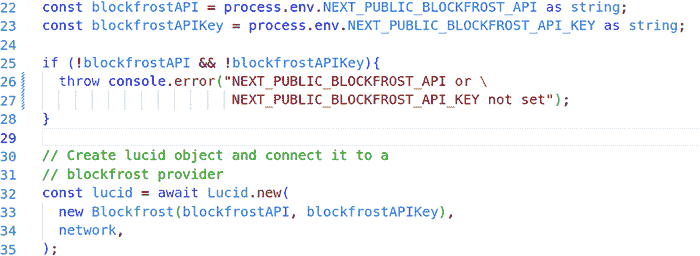 22 const blockfrostAPI = process.env.NEXT_PUBLIC_BLOCKFROST_API as string;
23 const blockfrostAPIKey = process.env.NEXT_PUBLIC_BLOCKFROST_API_KEY as string;
24
25 if (!blockfrostAPI && !blockfrostAPIKey){
26   throw console.error("NEXT_PUBLIC_BLOCKFROST_API or \
27                NEXT_PUBLIC_BLOCKFROST_API_KEY not set");
28 }
29
30 // Create lucid object and connect it to a
31 // blockfrost provider
32 const lucid = await Lucid.new(
33   new Blockfrost(blockfrostAPI, blockfrostAPIKey),
34   network,
35 );